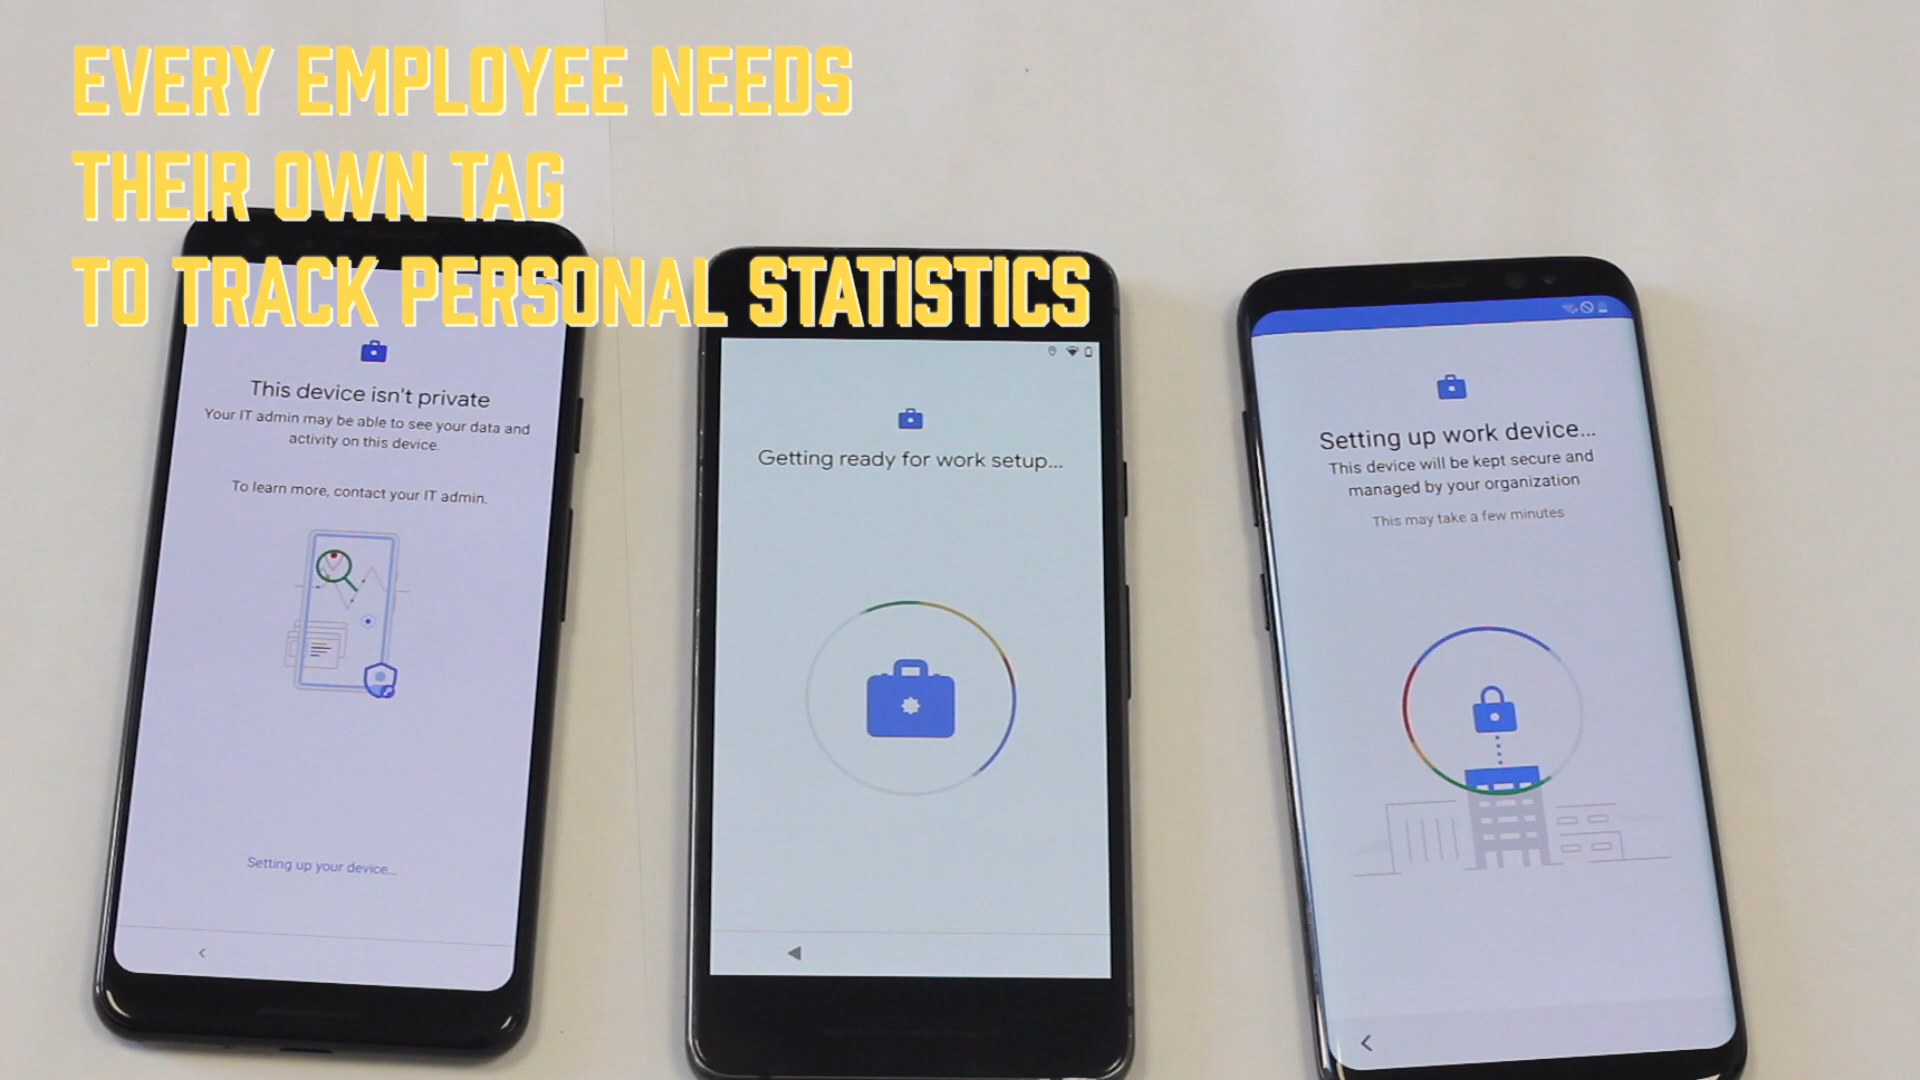 EVERY EMPLOYEE NEEDS
THEIR OWN TAG
TO TRACK PERSONAL STATISTICS
This device isn't private
Your IT admin may be able to see your data and
activity on this device.
To learn more, contact your IT admin.
Setting up your device...
Getting ready for work setup...
Setting up work device...
This device will be kept secure and
managed by your organization
This may take a few minutes